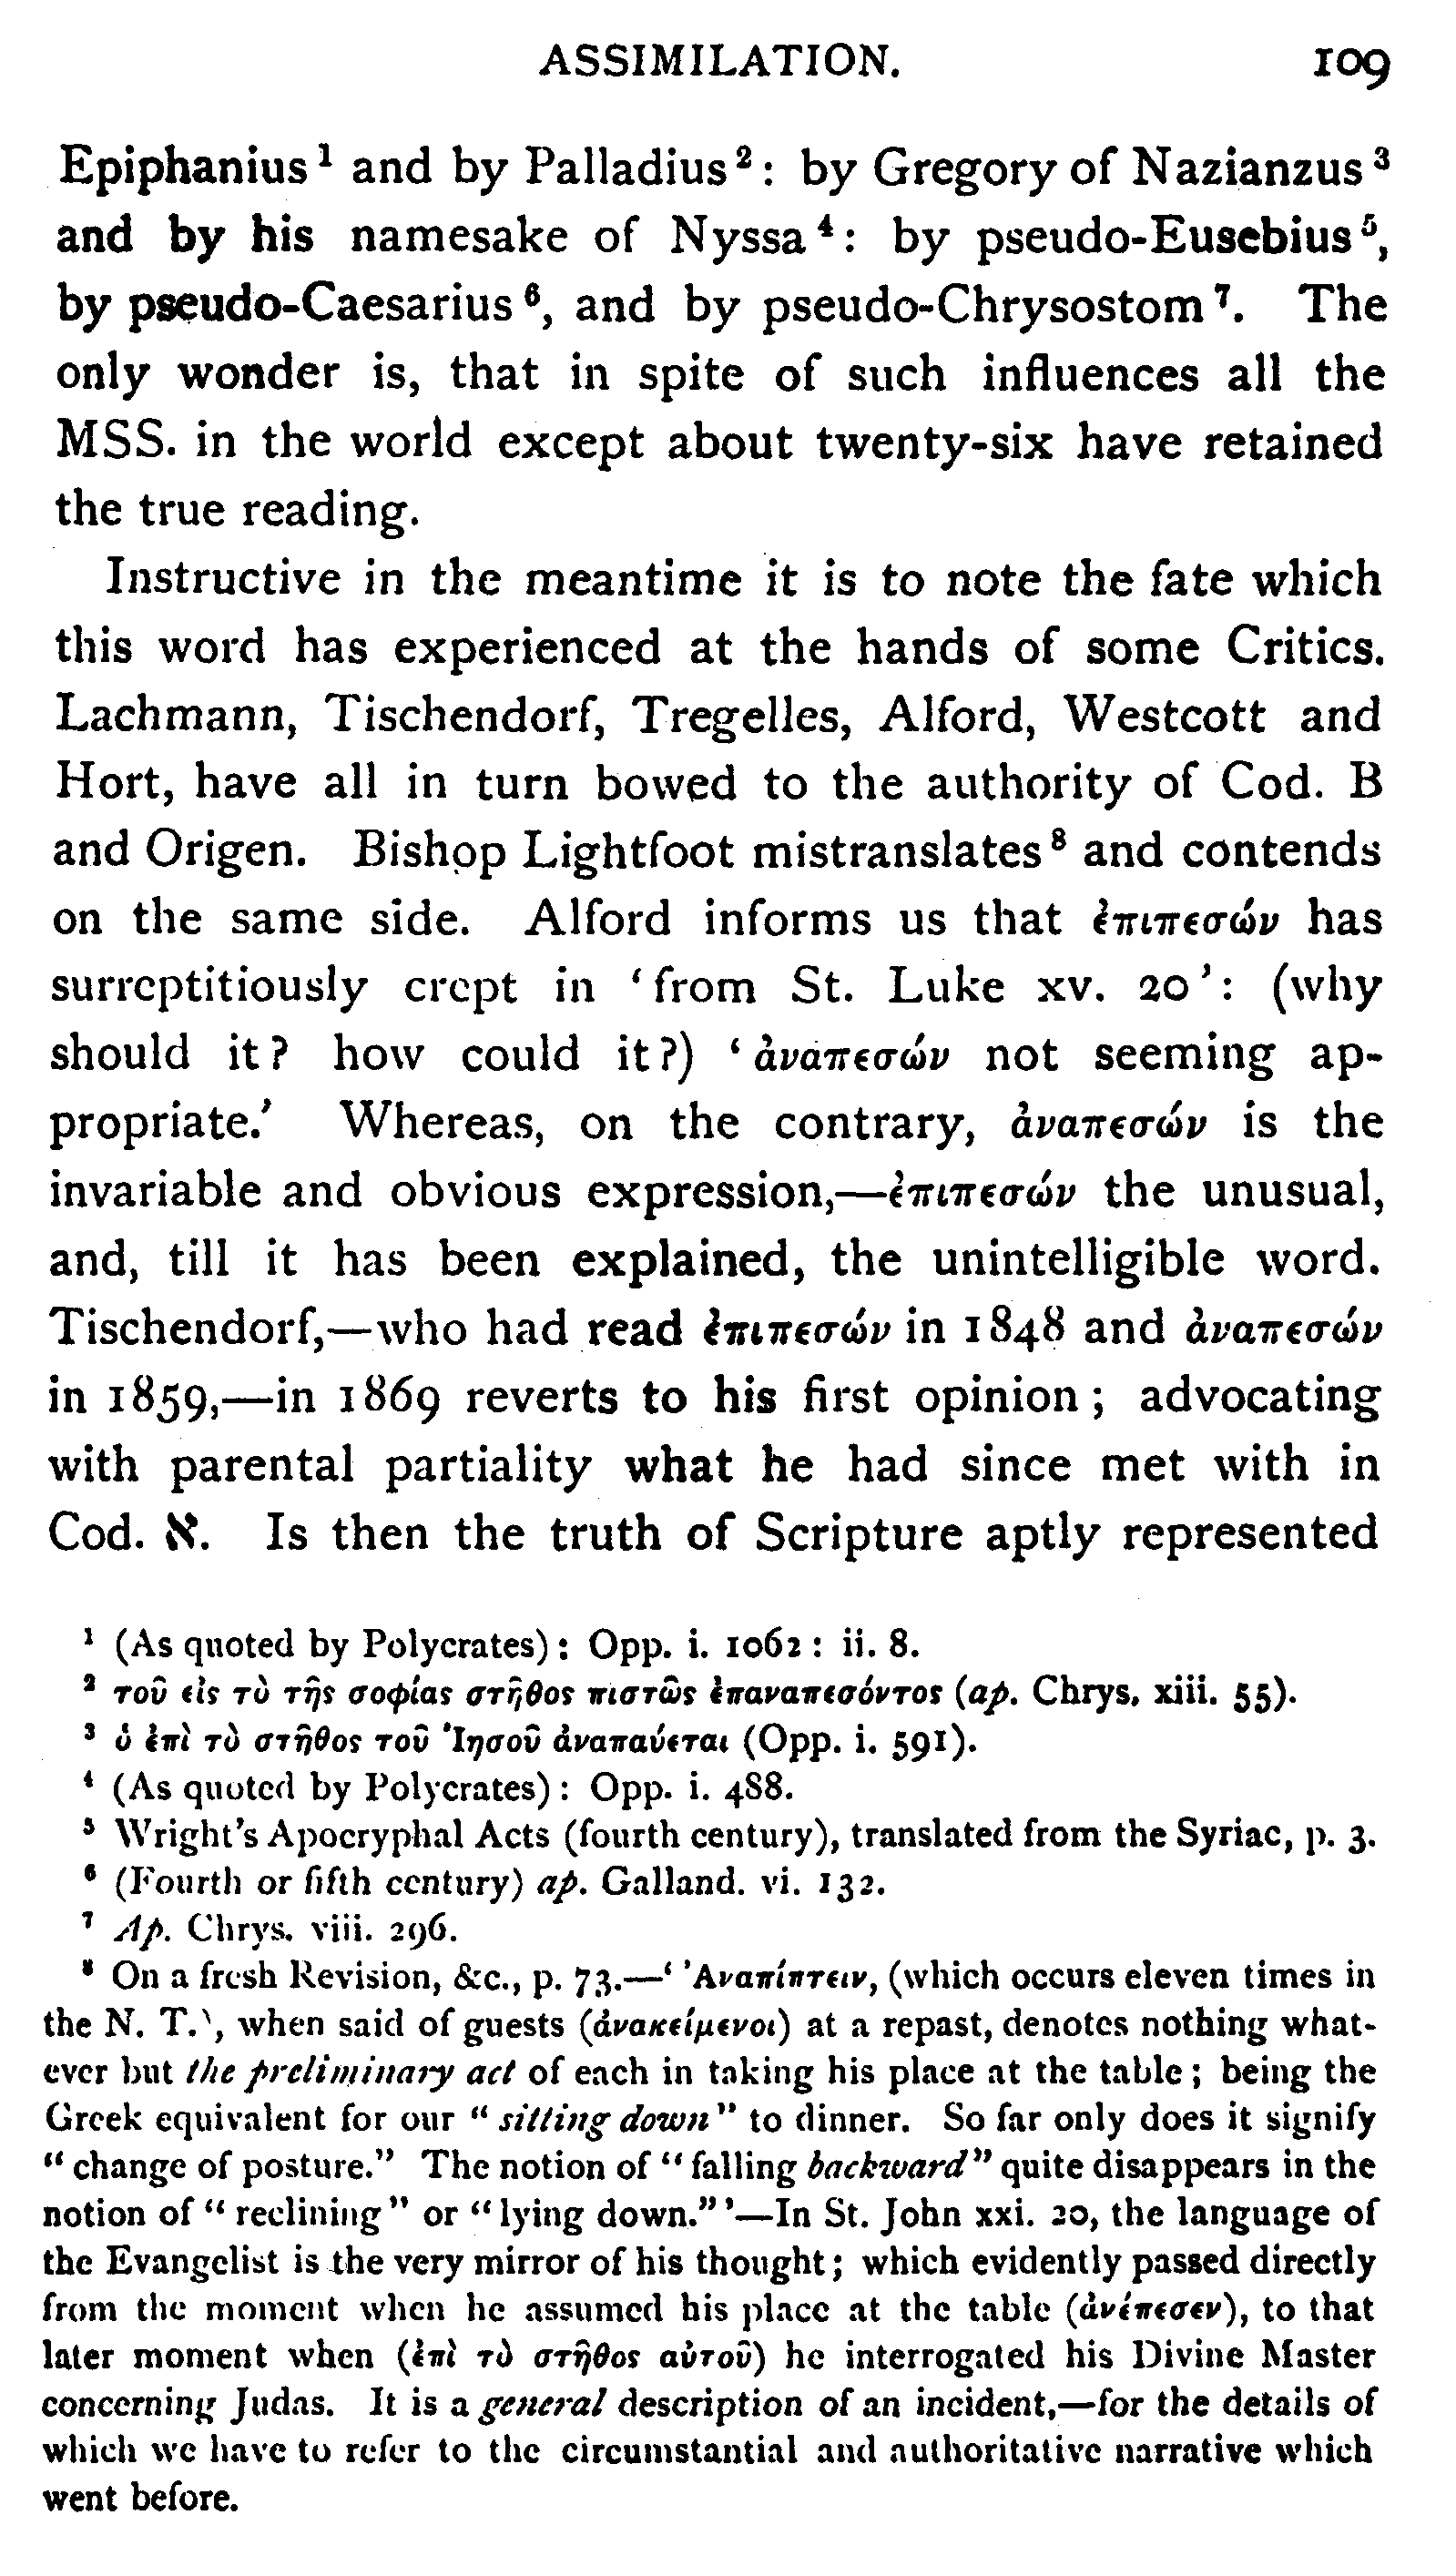 ASSIMILATION. 109
Epiphanius ¹ and by Palladius ² : by Gregory of Nazianzus ³
and by his namesake of Nyssa ⁴ : by pseudo-Eusebius ⁵,
by pseudo-Caesarius ⁶, and by pseudo-Chrysostom ⁷. The
only wonder is, that in spite of such influences all the
MSS. in the world except about twenty-six have retained
the true reading.
Instructive in the meantime it is to note the fate which
this word has experienced at the hands of some Critics.
Lachmann, Tischendorf, Tregelles, Alford, Westcott and
Hort, have all in turn bowed to the authority of Cod. B
and Origen. Bishop Lightfoot mistranslates ⁸ and contends
on the same side. Alford informs us that ἐπιπεσών has
surreptitiously crept in ‘from St. Luke xv. 20’: (why
should it? how could it?) ‘ἀναπεσών not seeming ap-
propriate.’ Whereas, on the contrary, ἀναπεσών is the
invariable and obvious expression,—ἐπιπεσών the unusual,
and, till it has been explained, the unintelligible word.
Tischendorf,—who had read ἐπιπεσών in 1848 and ἀναπεσών
in 1859,—in 1869 reverts to his first opinion; advocating
with parental partiality what he had since met with in
Cod. ℵ. Is then the truth of Scripture aptly represented
¹ (As quoted by Polycrates): Opp. i. 1062: ii. 8.
² τοῦ εἰς τὸ τῆς σοφίας στῆθος πιστῶς ἐπαναπεσόντος (ap. Chrys. xiii. 55).
³ ὁ ἐπὶ τὸ στῆθος τοῦ Ἰησοῦ ἀναπαύεται (Opp. i. 591).
⁴ (As quoted by Polycrates): Opp. i. 488.
⁵ Wright's Apocryphal Acts (fourth century), translated from the Syriac, p. 3.
⁶ (Fourth or fifth century) ap. Galland. vi. 132.
⁷ Ap. Chrys. viii. 296.
⁸ On a fresh Revision, &c., p. 73.—‘ Ἀναπίπτειν, (which occurs eleven times in
the N. T.), when said of guests (ἀνακείμενοι) at a repast, denotes nothing what-
ever but the preliminary act of each in taking his place at the table; being the
Greek equivalent for our “sitting down” to dinner. So far only does it signify
“change of posture.” The notion of “falling backward” quite disappears in the
notion of “reclining” or “lying down.”’—In St. John xxi. 20, the language of
the Evangelist is the very mirror of his thought; which evidently passed directly
from the moment when he assumed his place at the table (ἀνέπεσεν), to that
later moment when (ἐπὶ τὸ στῆθος αὐτοῦ) he interrogated his Divine Master
concerning Judas. It is a general description of an incident,—for the details of
which we have to refer to the circumstantial and authoritative narrative which
went before.